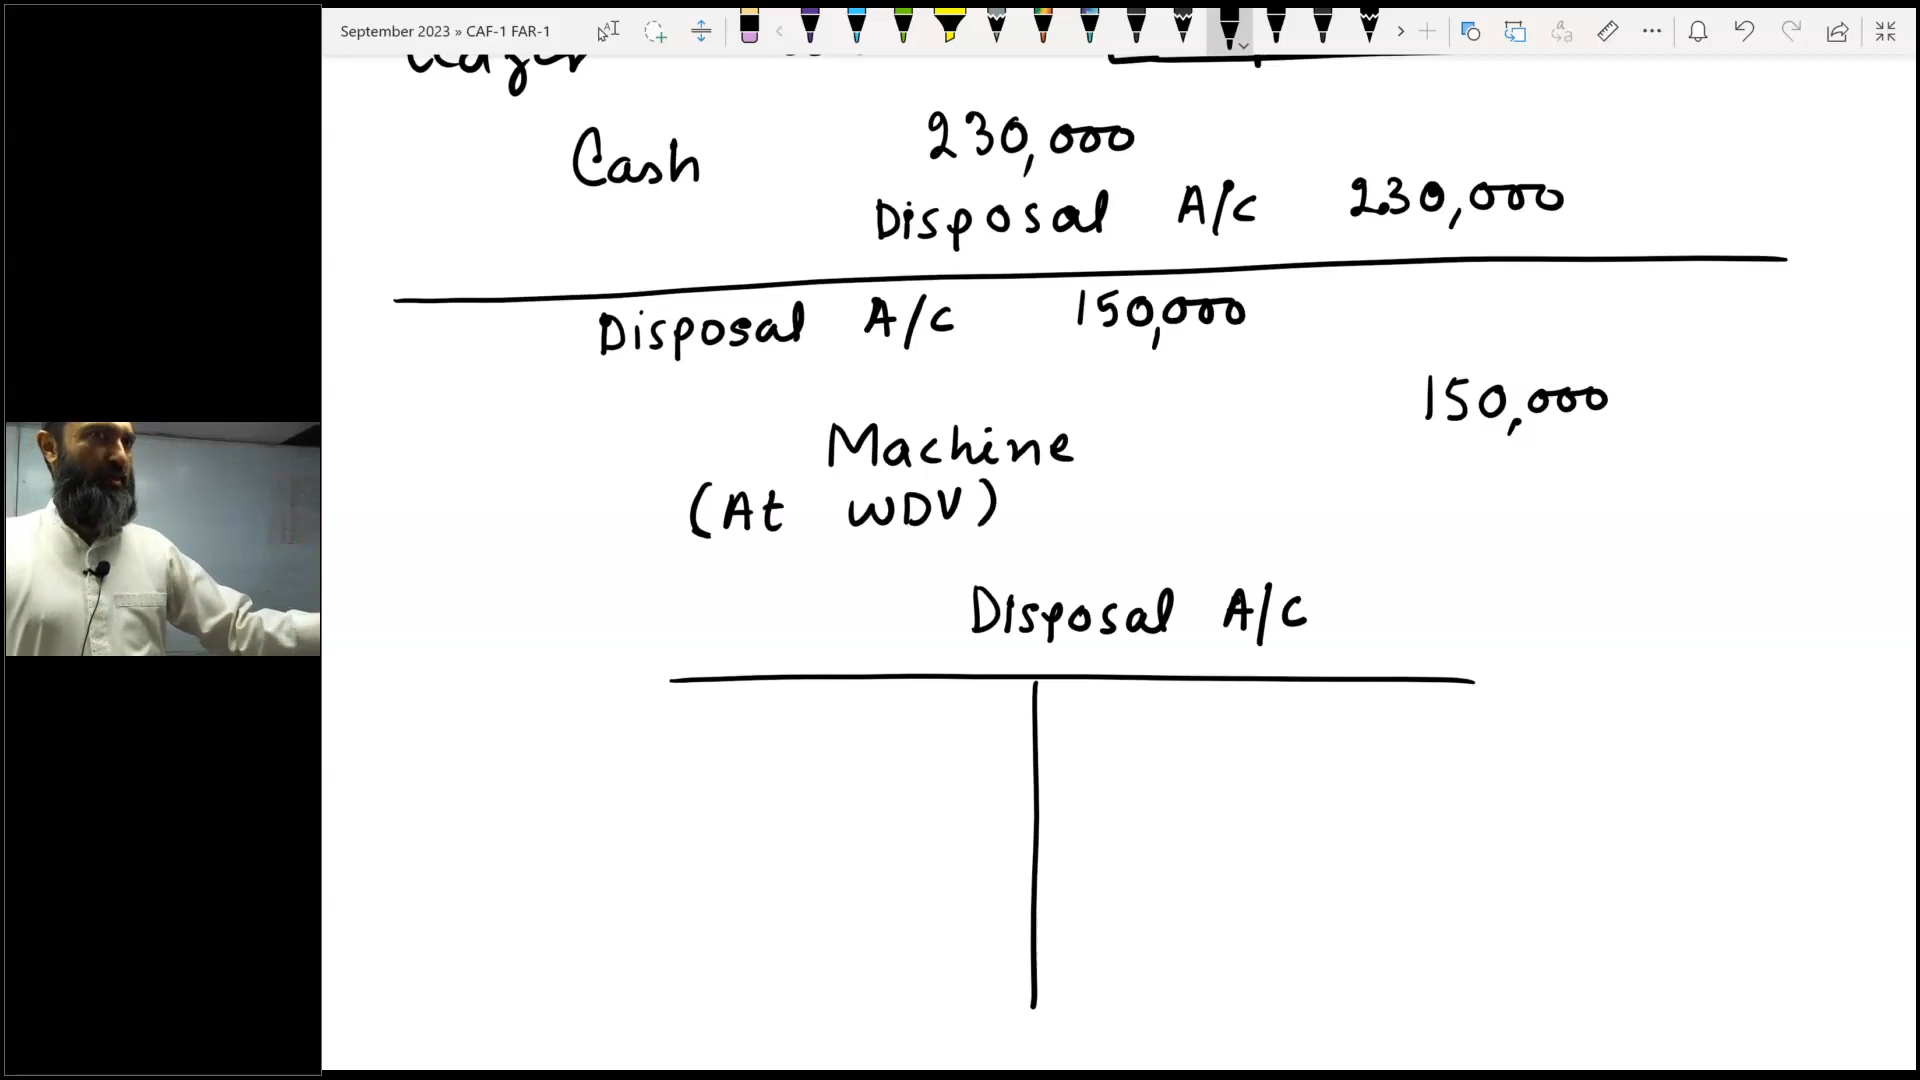 September 2023 » CAF-1 FAR-1
Cash 230,000
Disposal A/C 230,000
Disposal A/C 150,000
150,000
Machine
(At WDV)
Disposal A/C